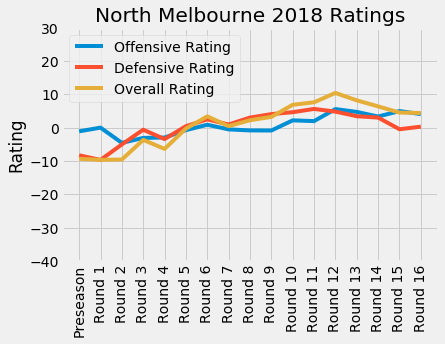 North Melbourne 2018 Ratings
Offensive Rating
Defensive Rating
Overall Rating
Rating
30
20
10
0
−10
−20
−30
−40
Preseason
Round 1
Round 2
Round 3
Round 4
Round 5
Round 6
Round 7
Round 8
Round 9
Round 10
Round 11
Round 12
Round 13
Round 14
Round 15
Round 16